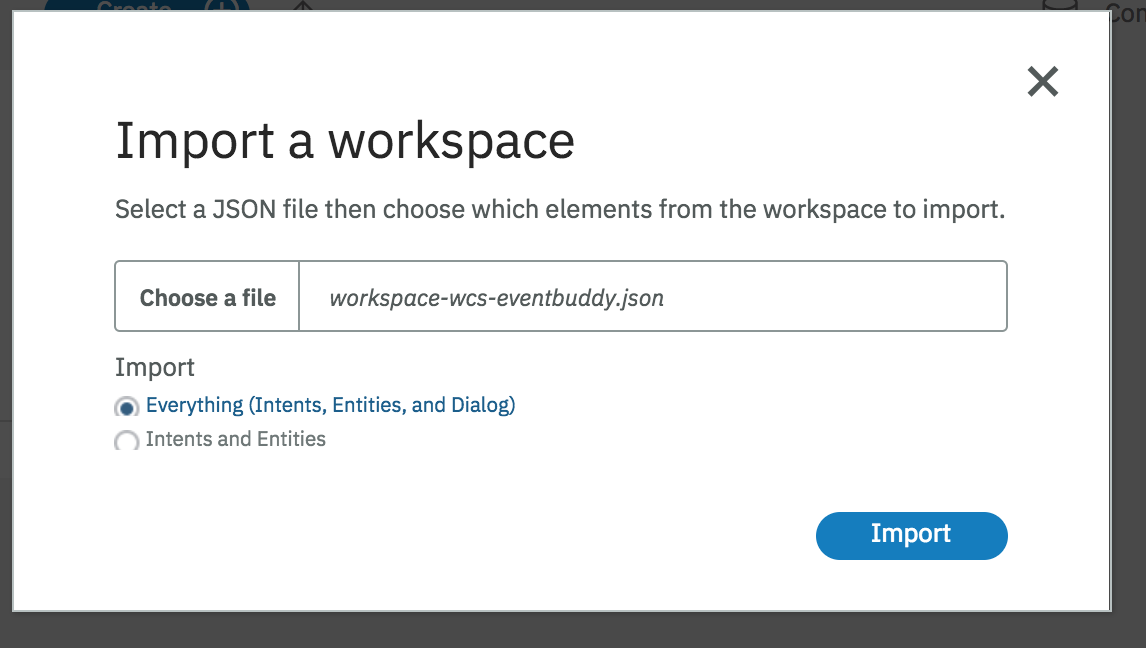 Create
Con
Import a workspace
Select a JSON file then choose which elements from the workspace to import.
Choose a file
workspace-wcs-eventbuddy.json
Import
Everything (Intents, Entities, and Dialog)
Intents and Entities
Import